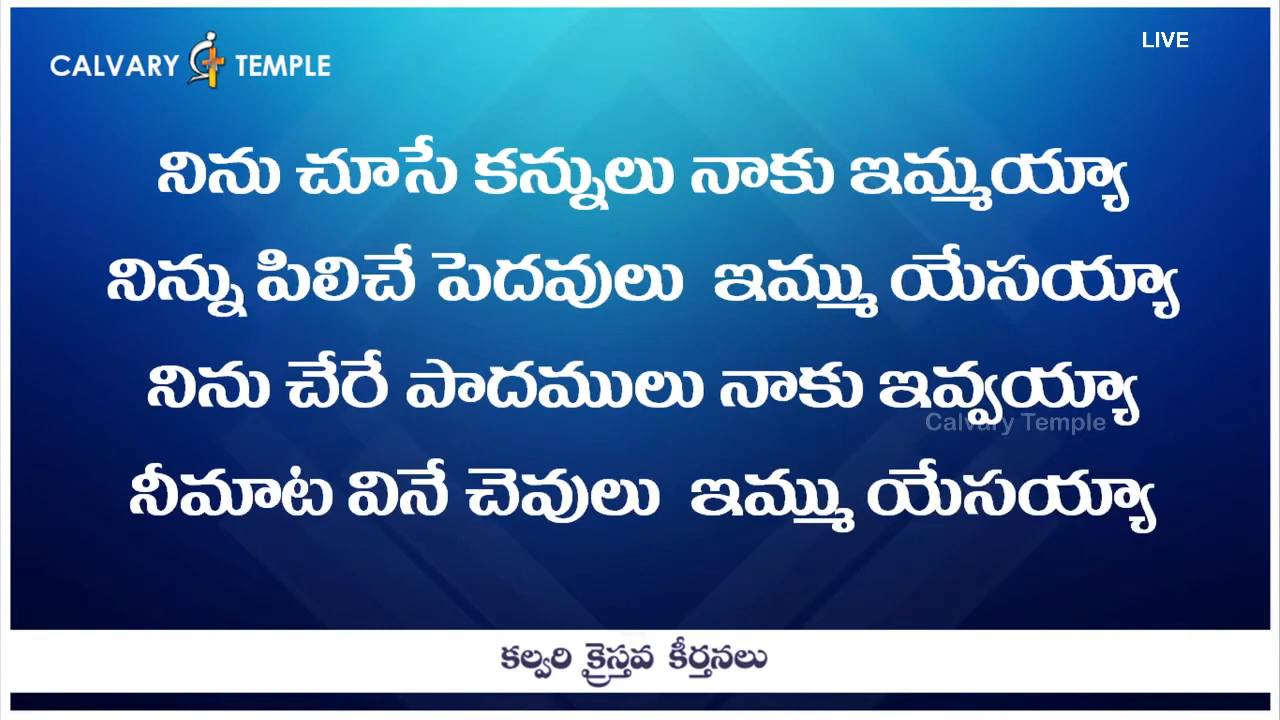 CALVARY TEMPLE
LIVE
నిను చూసే కన్నులు నాకు ఇమ్మయ్యా
నిన్ను పిలిచే పెదవులు ఇమ్ము యేసయ్యా
నిను చేరే పాదములు నాకు ఇవ్వయ్యా
Calvary Temple
నీమాట వినే చెవులు ఇమ్ము యేసయ్యా
కల్వరి క్రైస్తవ కీర్తనలు